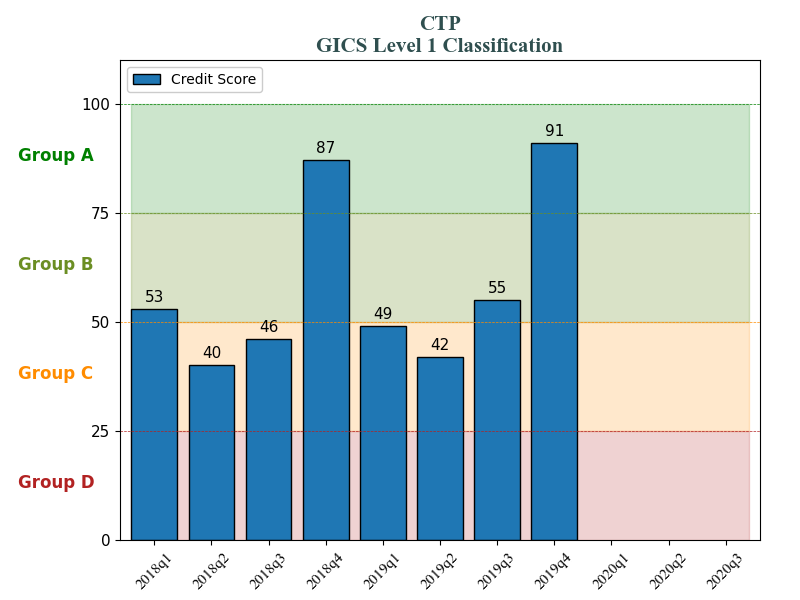 CTP
GICS Level 1 Classification
Credit Score
100
Group A
91
87
75
Group B
55
53
50
49
46
42
40
Group C
25
Group D
0
2018q1 2018q2 2018q3 2018q4 2019q1 2019q2 2019q3 2019q4 2020q1 2020q2 2020q3